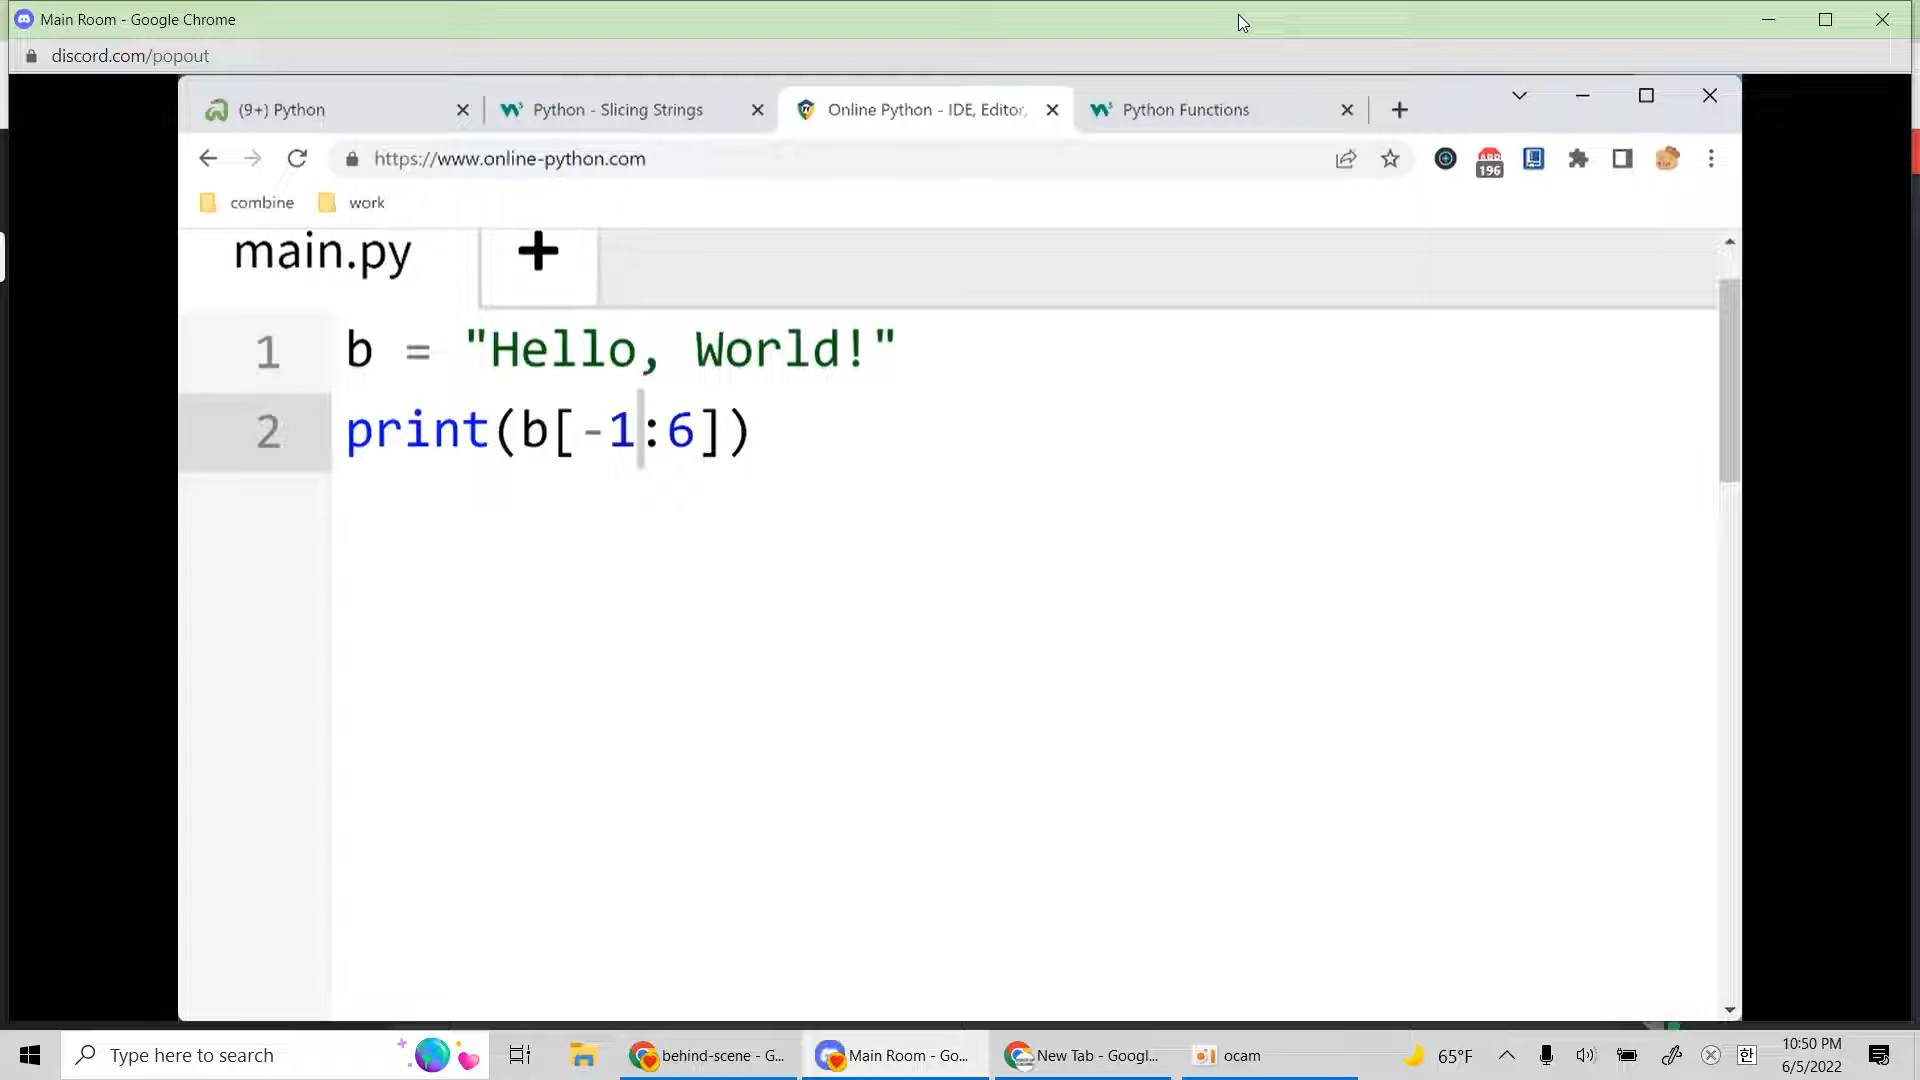 Main Room - Google Chrome
discord.com/popout
(9+) Python
Python - Slicing Strings
Online Python - IDE, Editor,
Python Functions
https://www.online-python.com
196
combine
work
main.py
1 b = "Hello, World!"
2 print(b[-1:6])
Type here to search
behind-scene - G...
Main Room - Go...
New Tab - Googl...
ocam
65°F
한
10:50 PM
6/5/2022